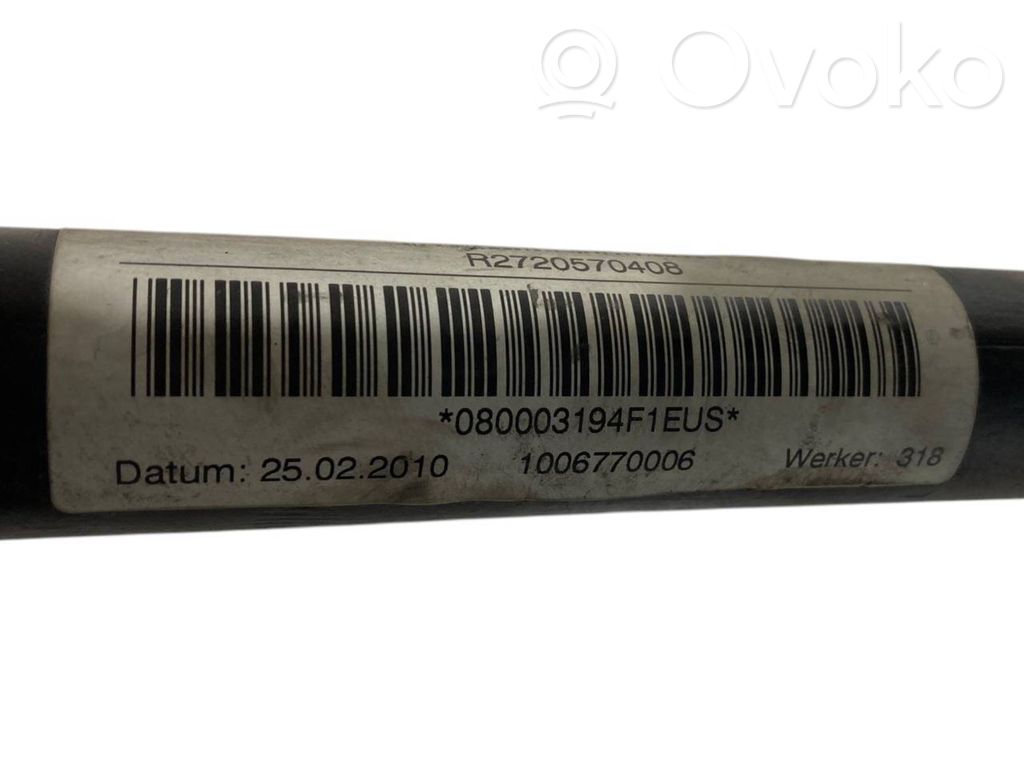 Ovoko
R2720570408
*080003194F1EUS*
Datum: 25.02.2010 1006770006 Werker: 318